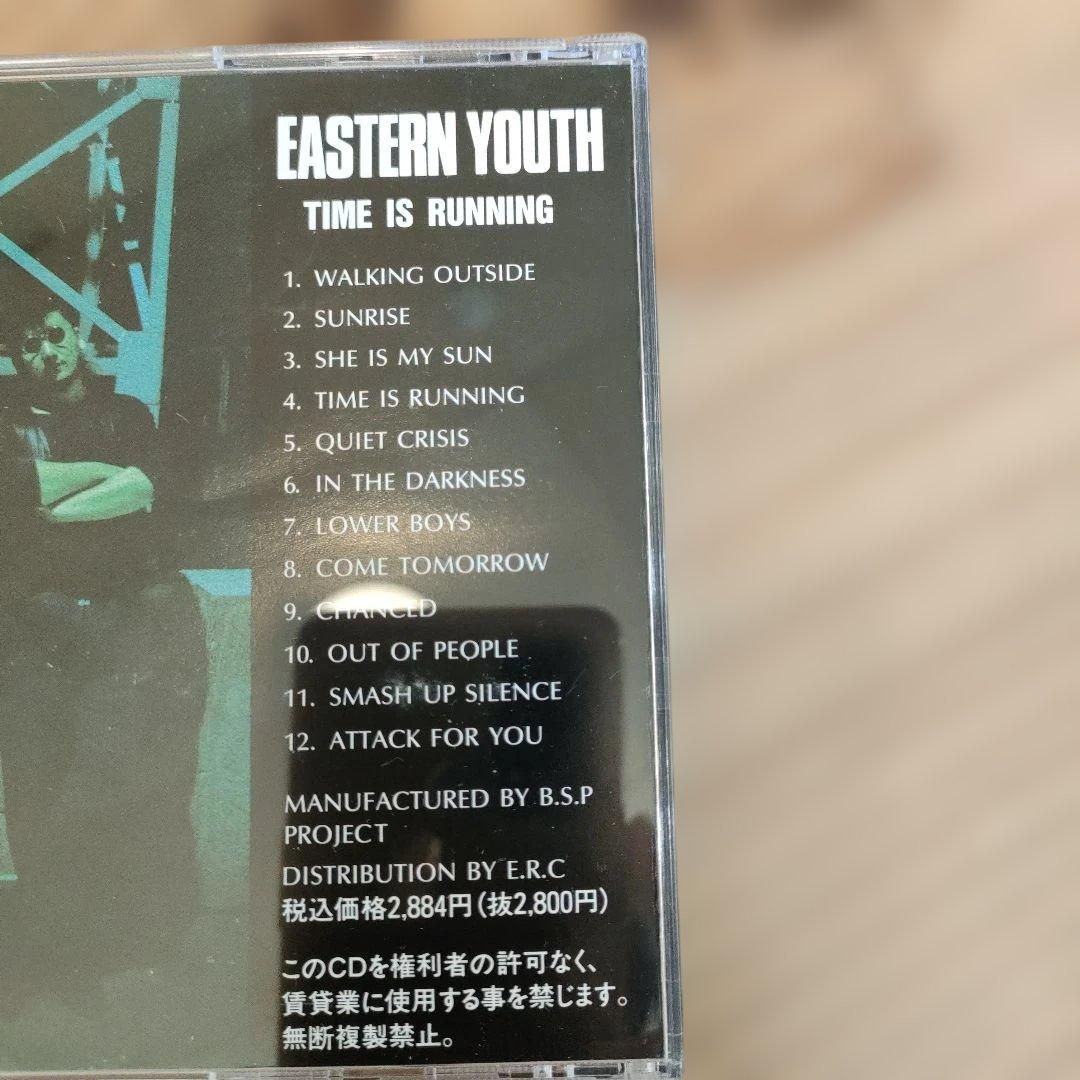 EASTERN YOUTH
TIME IS RUNNING
1. WALKING OUTSIDE
2. SUNRISE
3. SHE IS MY SUN
4. TIME IS RUNNING
5. QUIET CRISIS
6. IN THE DARKNESS
7. LOWER BOYS
8. COME TOMORROW
9. CHANCED
10. OUT OF PEOPLE
11. SMASH UP SILENCE
12. ATTACK FOR YOU
MANUFACTURED BY B.S.P
PROJECT
DISTRIBUTION BY E.R.C
税込価格2,884円(抜2,800円)
このCDを権利者の許可なく、
賃貸業に使用する事を禁じます。
無断複製禁止。